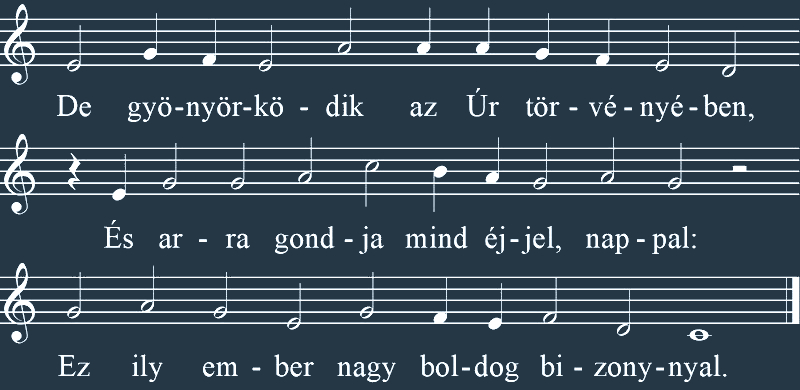 De gyö-nyör-kö - dik az Úr tör - vé - nyé - ben,
És ar - ra gond - ja mind éj-jel, nap - pal:
Ez ily em - ber nagy bol-dog bi - zony-nyal.